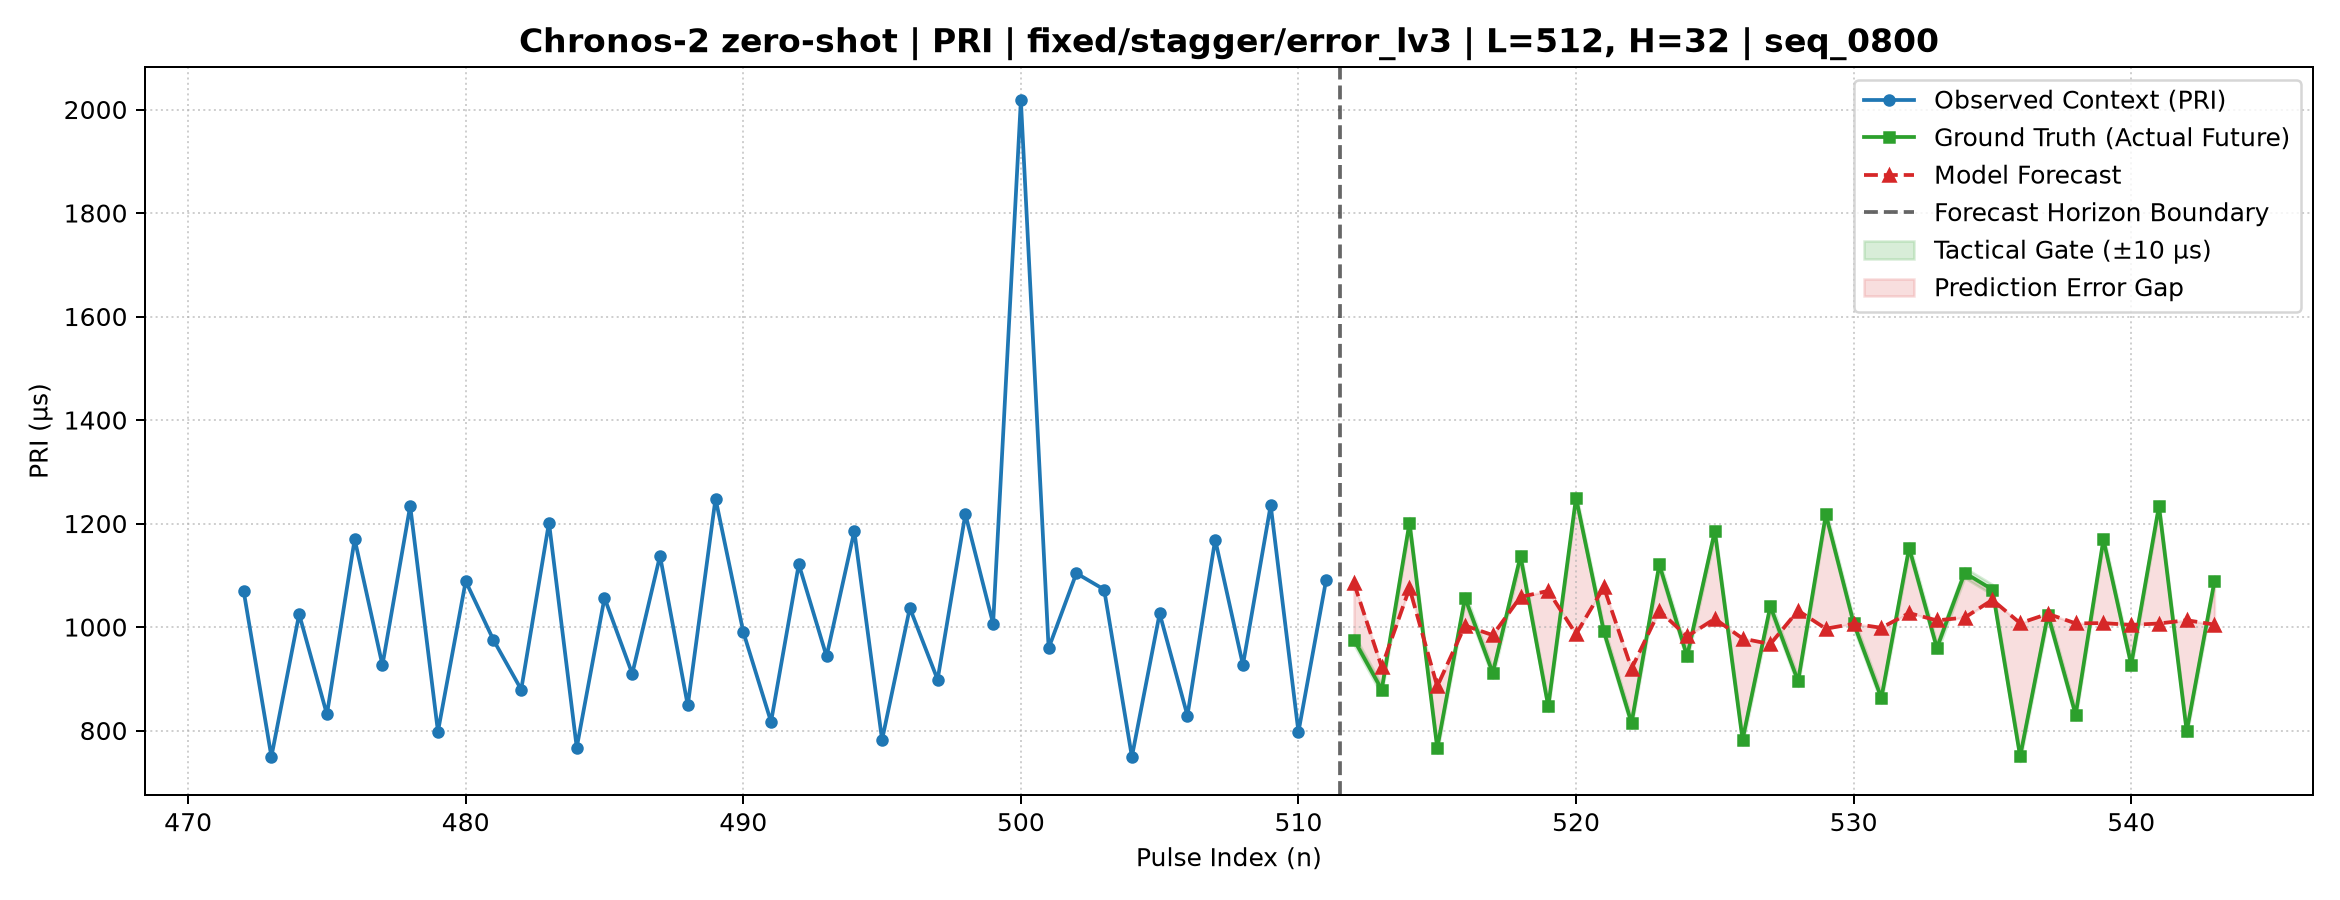 Chronos-2 zero-shot | PRI | fixed/stagger/error_lv3 | L=512, H=32 | seq_0800
PRI (µs)
2000
1800
1600
1400
1200
1000
800
Observed Context (PRI)
Ground Truth (Actual Future)
Model Forecast
Forecast Horizon Boundary
Tactical Gate (±10 µs)
Prediction Error Gap
470 480 490 500 510 520 530 540
Pulse Index (n)